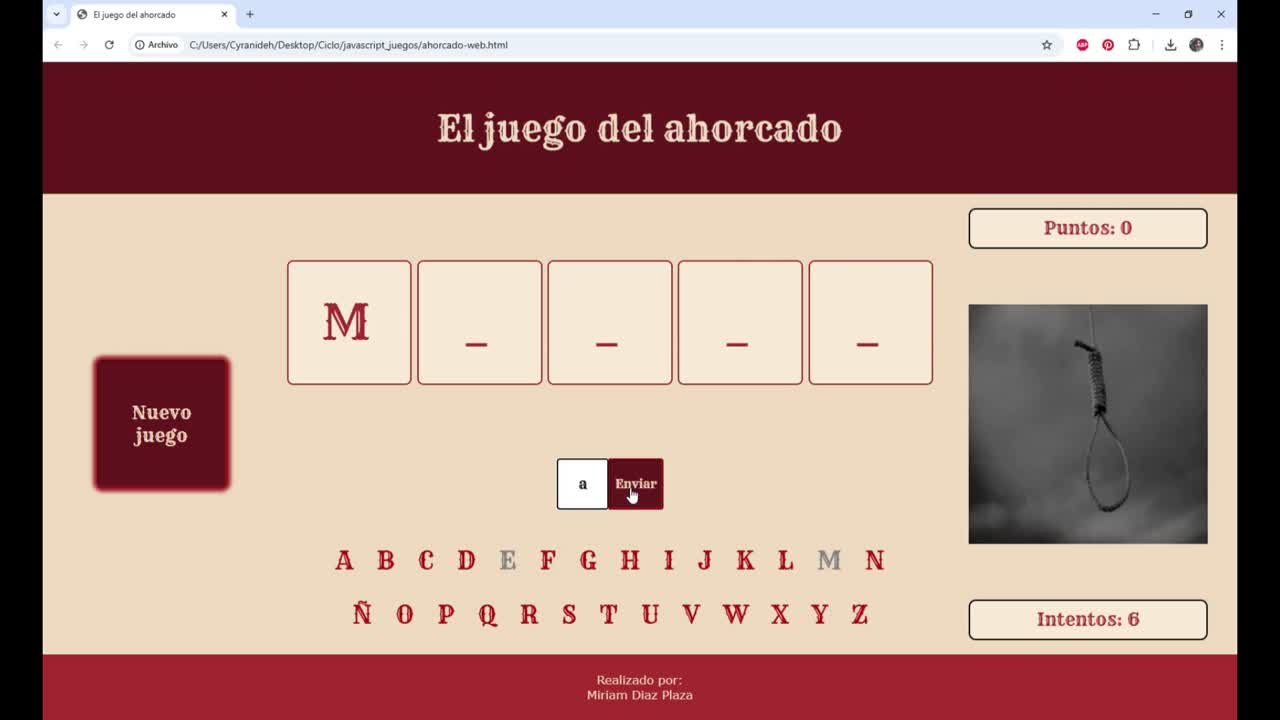 El juego del ahorcado
Archivo
C:/Users/Cyranideh/Desktop/Ciclo/javascript_juegos/ahorcado-web.html
ABP
El juego del ahorcado
Puntos: 0
M _ _ _ _
Nuevo
juego
a
Enviar
A B C D E F G H I J K L M N
Ñ O P Q R S T U V W X Y Z
Intentos: 6
Realizado por:
Miriam Diaz Plaza